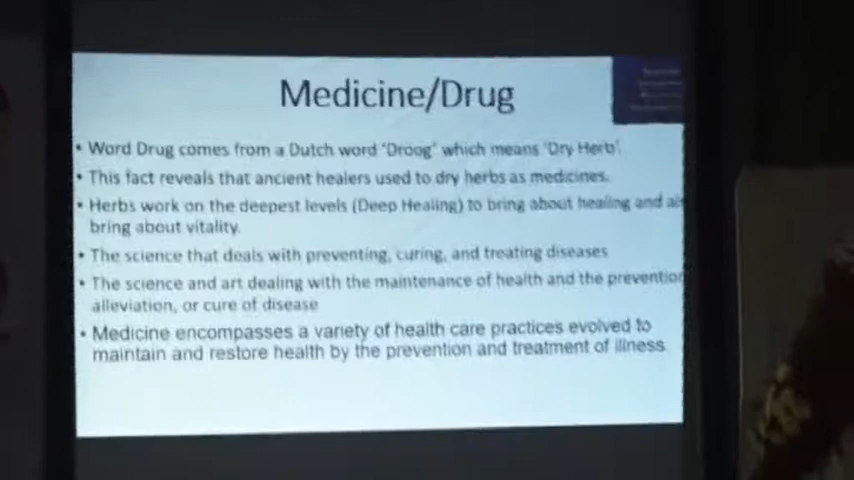 Medicine/Drug
• Word Drug comes from a Dutch word 'Droog' which means 'Dry Herb'.
• This fact reveals that ancient healers used to dry herbs as medicines.
• Herbs work on the deepest levels (Deep Healing) to bring about healing and
bring about vitality.
• The science that deals with preventing, curing, and treating diseases
• The science and art dealing with the maintenance of health and the prevention
alleviation, or cure of disease
• Medicine encompasses a variety of health care practices evolved to
maintain and restore health by the prevention and treatment of illness